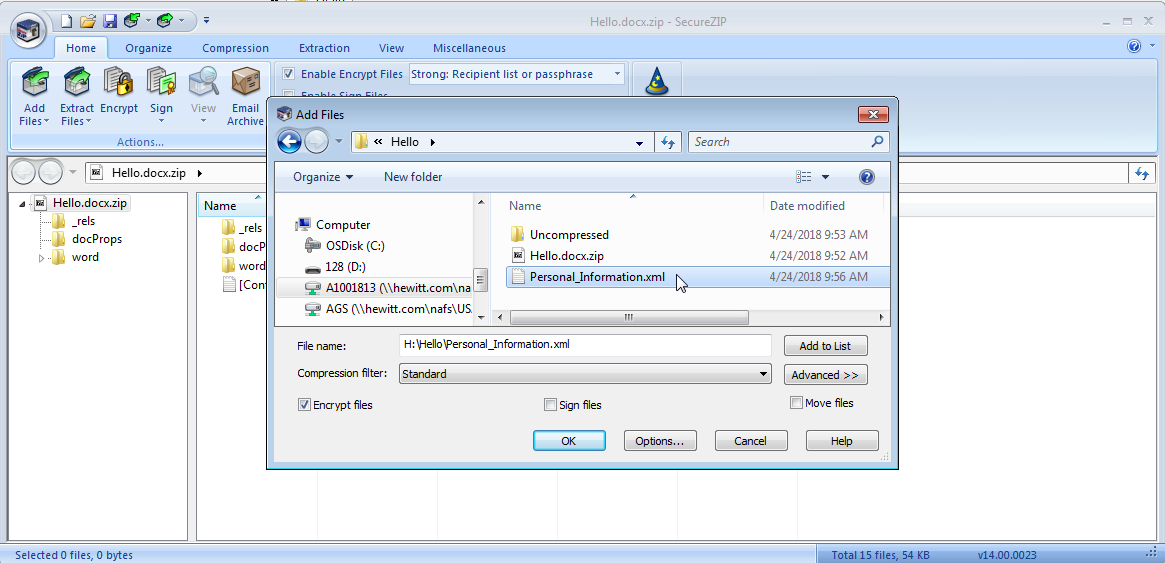 Hello.docx.zip - SecureZIP
Home Organize Compression Extraction View Miscellaneous
Add Files
Extract Files
Encrypt
Sign
View
Email Archive
Actions...
Enable Encrypt Files Strong: Recipient list or passphrase
Enable Sign Files
Hello.docx.zip
Hello.docx.zip
_rels
docProps
word
Name
_rels
docP
word
[Con
Add Files
« Hello
Search
Organize New folder
Computer
OSDisk (C:)
128 (D:)
A1001813 (\\hewitt.com\na
AGS (\\hewitt.com\nafs\US.
Name Date modified
Uncompressed 4/24/2018 9:53 AM
Hello.docx.zip 4/24/2018 9:52 AM
Personal_Information.xml 4/24/2018 9:56 AM
File name: H:\Hello\Personal_Information.xml Add to List
Compression filter: Standard Advanced >>
Encrypt files Sign files Move files
OK Options... Cancel Help
Selected 0 files, 0 bytes Total 15 files, 54 KB v14.00.0023